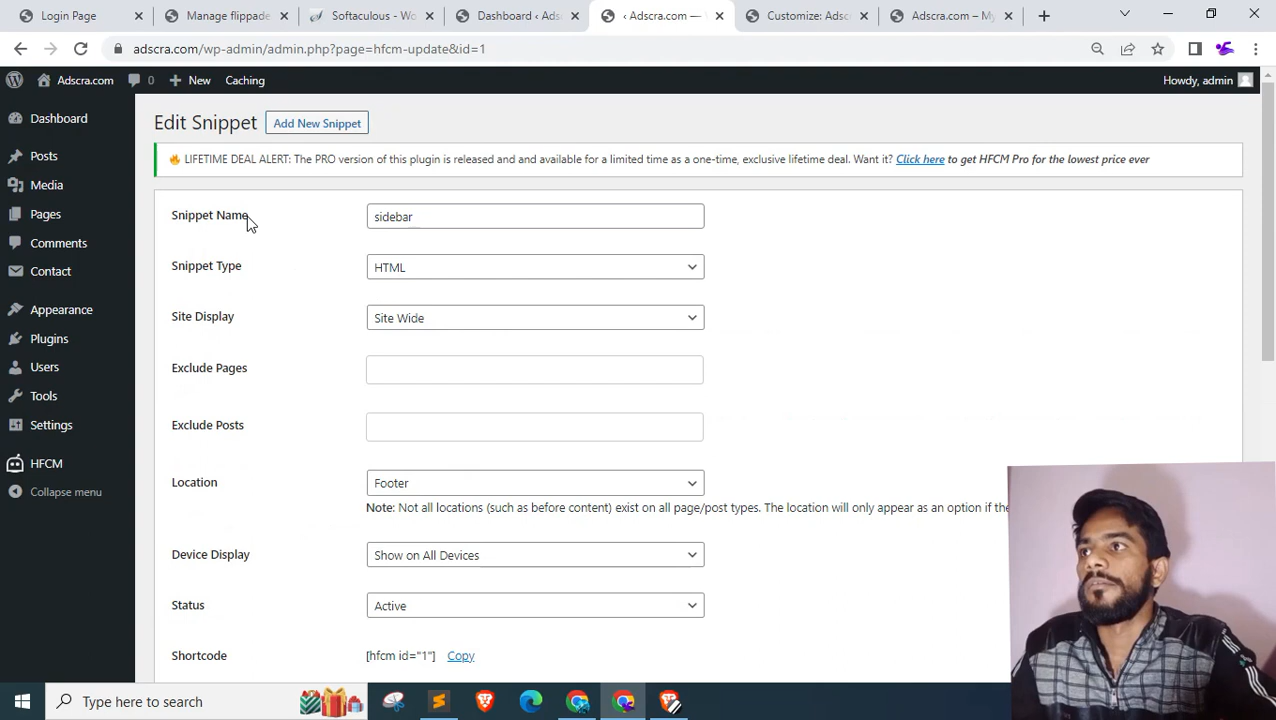 Login Page
Manage flippade
Softaculous - Wo
Dashboard ‹ Ads
‹ Adscra.com —
Customize: Adsc
Adscra.com – My
adscra.com/wp-admin/admin.php?page=hfcm-update&id=1
Adscra.com
0
New
Caching
Howdy, admin
Dashboard
Posts
Media
Pages
Comments
Contact
Appearance
Plugins
Users
Tools
Settings
HFCM
Collapse menu
Edit Snippet
Add New Snippet
LIFETIME DEAL ALERT: The PRO version of this plugin is released and and available for a limited time as a one-time, exclusive lifetime deal. Want it? Click here to get HFCM Pro for the lowest price ever
Snippet Name
sidebar
Snippet Type
HTML
Site Display
Site Wide
Exclude Pages
Exclude Posts
Location
Footer
Note: Not all locations (such as before content) exist on all page/post types. The location will only appear as an option if the
Device Display
Show on All Devices
Status
Active
Shortcode
[hfcm id="1"]
Copy
Type here to search